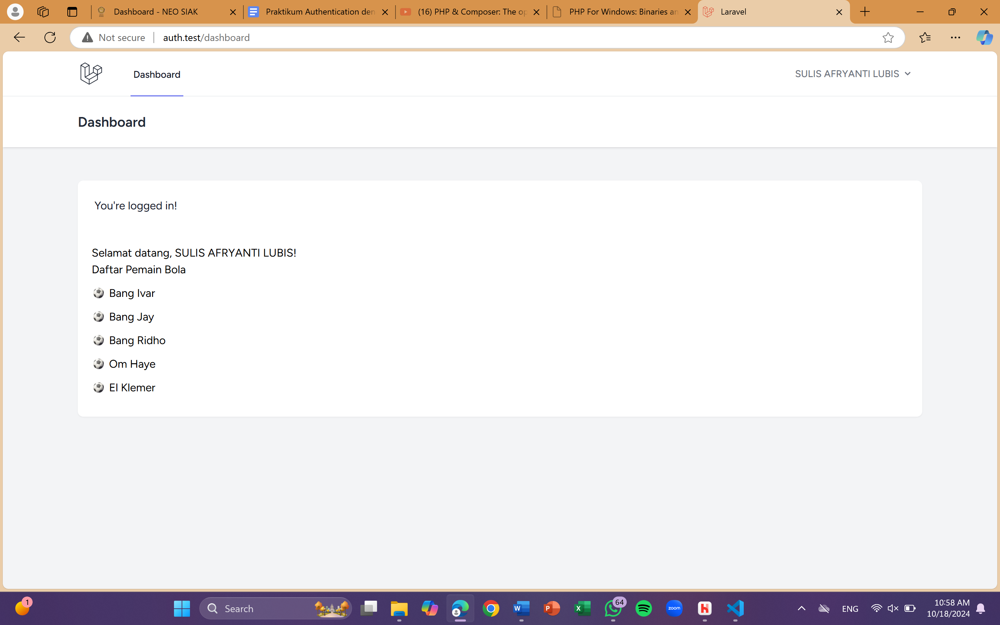 Dashboard - NEO SIAK
Praktikum Authentication den
(16) PHP & Composer: The op
PHP For Windows: Binaries an
Laravel
Not secure
auth.test/dashboard
Dashboard
SULIS AFRYANTI LUBIS
Dashboard
You're logged in!
Selamat datang, SULIS AFRYANTI LUBIS!
Daftar Pemain Bola
⚽ Bang Ivar
⚽ Bang Jay
⚽ Bang Ridho
⚽ Om Haye
⚽ El Klemer
1
Search
W
P
X
64
zoom
H
ENG
10:58 AM
10/18/2024